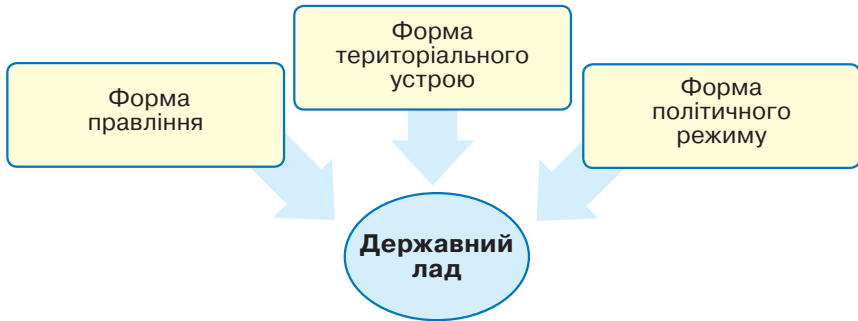 Форма
правління
Форма
територіального
устрою
Форма
політичного
режиму
Державний
лад